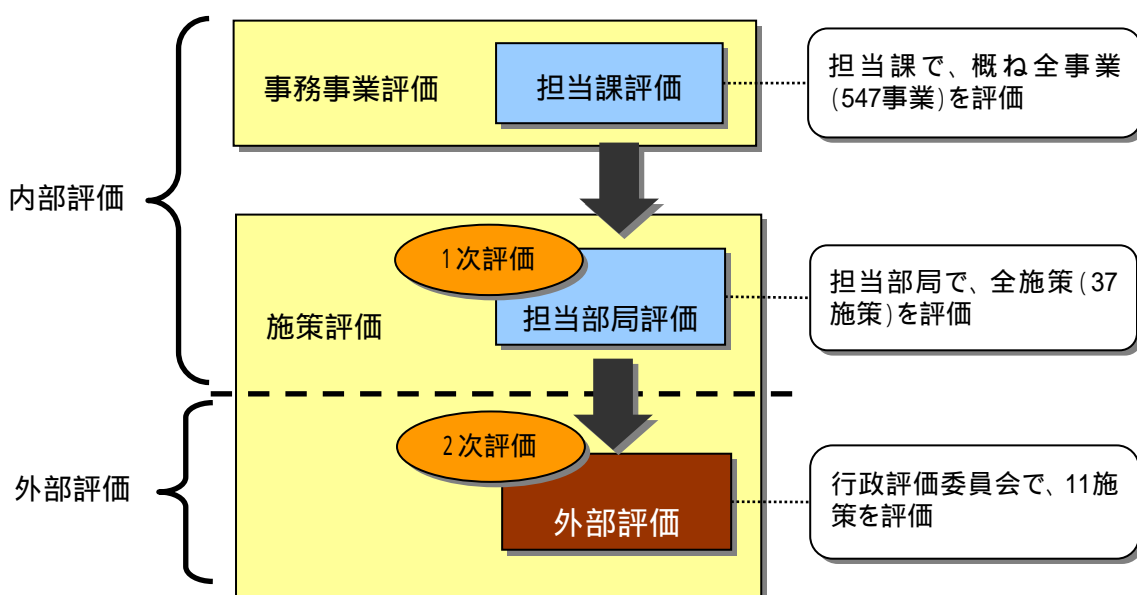 事務事業評価
担当課評価
担当課で、概ね全事業
(547事業)を評価
内部評価
1次評価
担当部局評価
施策評価
担当部局で、全施策(37
施策)を評価
2次評価
外部評価
外部評価
行政評価委員会で、11施
策を評価